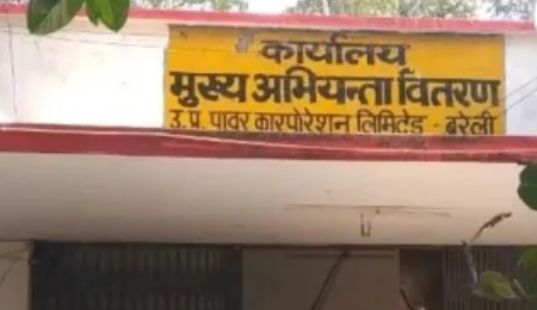 कार्यालय
मुख्य अभियन्ता वितरण
उ.प. पावर कारपोरेशन लिमिटेड - बरेली